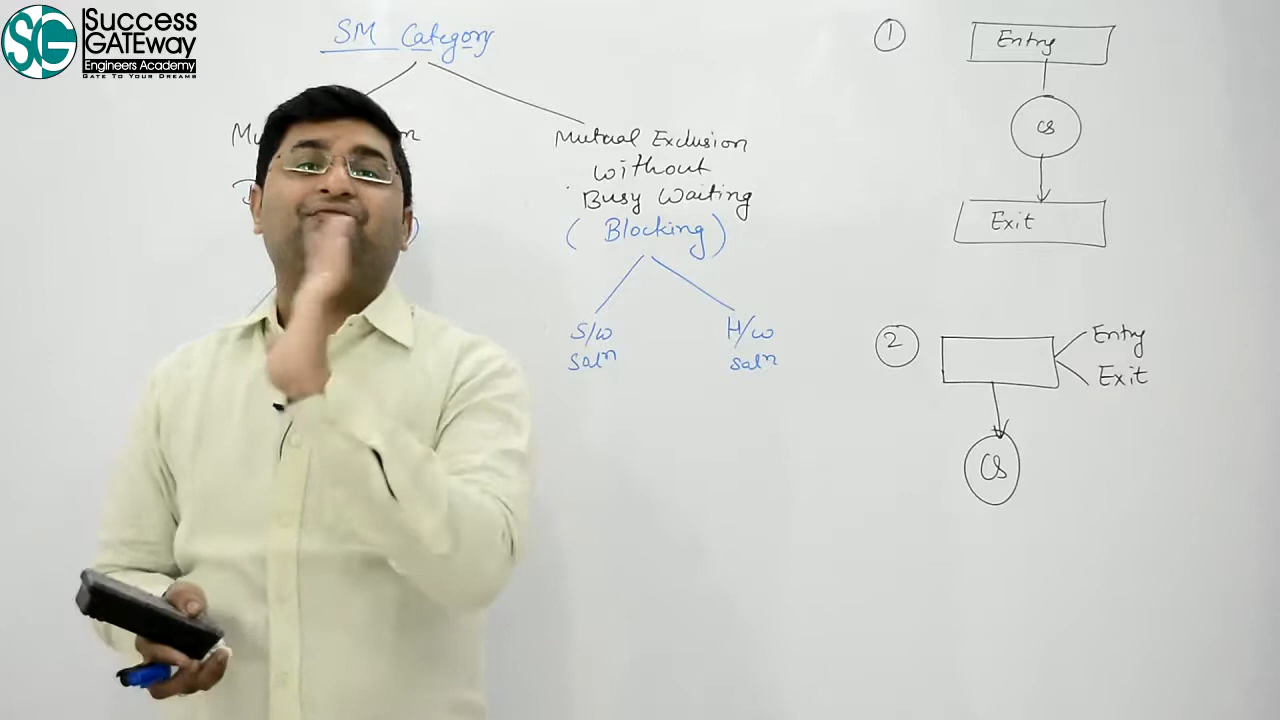 Success
GATEway
Engineers Academy
GATE TO YOUR DREAMS
SG
SM Category
Mutual Exclusion
without
Busy Waiting
(Blocking)
S/w
Solⁿ
H/w
Solⁿ
1
Entry
CS
Exit
2
Entry
Exit
CS